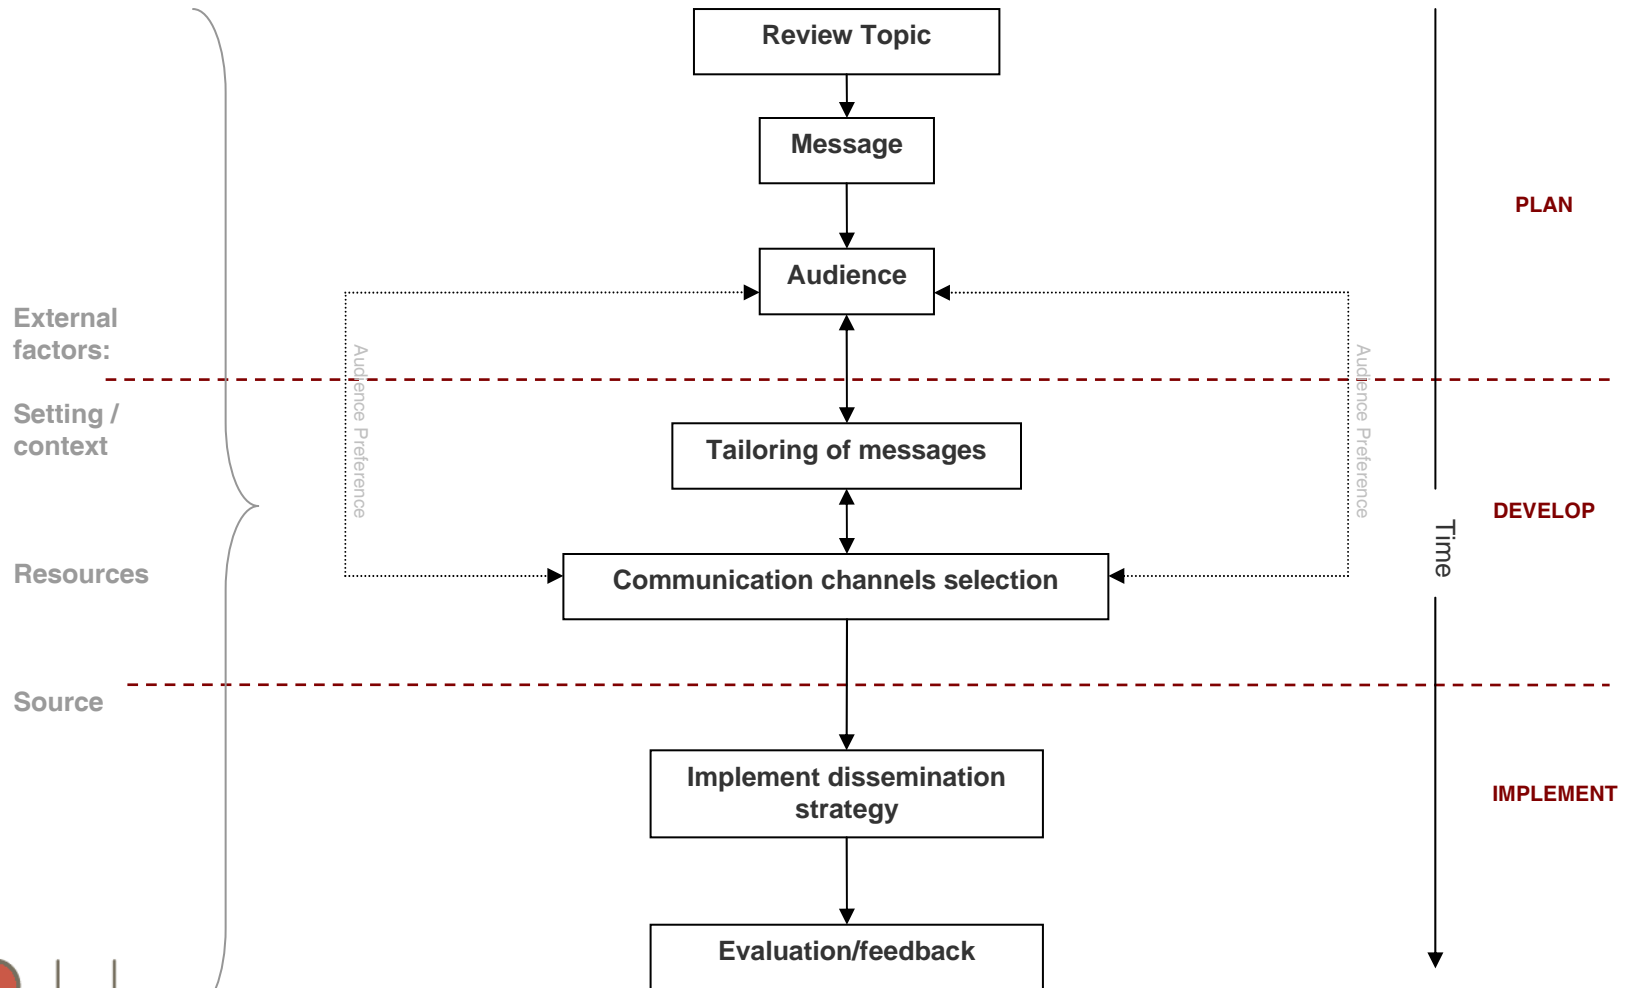 Review Topic
Message
PLAN
Audience
External
factors:
Audience Preference
Audience Preference
Setting /
context
Tailoring of messages
DEVELOP
Time
Resources
Communication channels selection
Source
Implement dissemination
strategy
IMPLEMENT
Evaluation/feedback